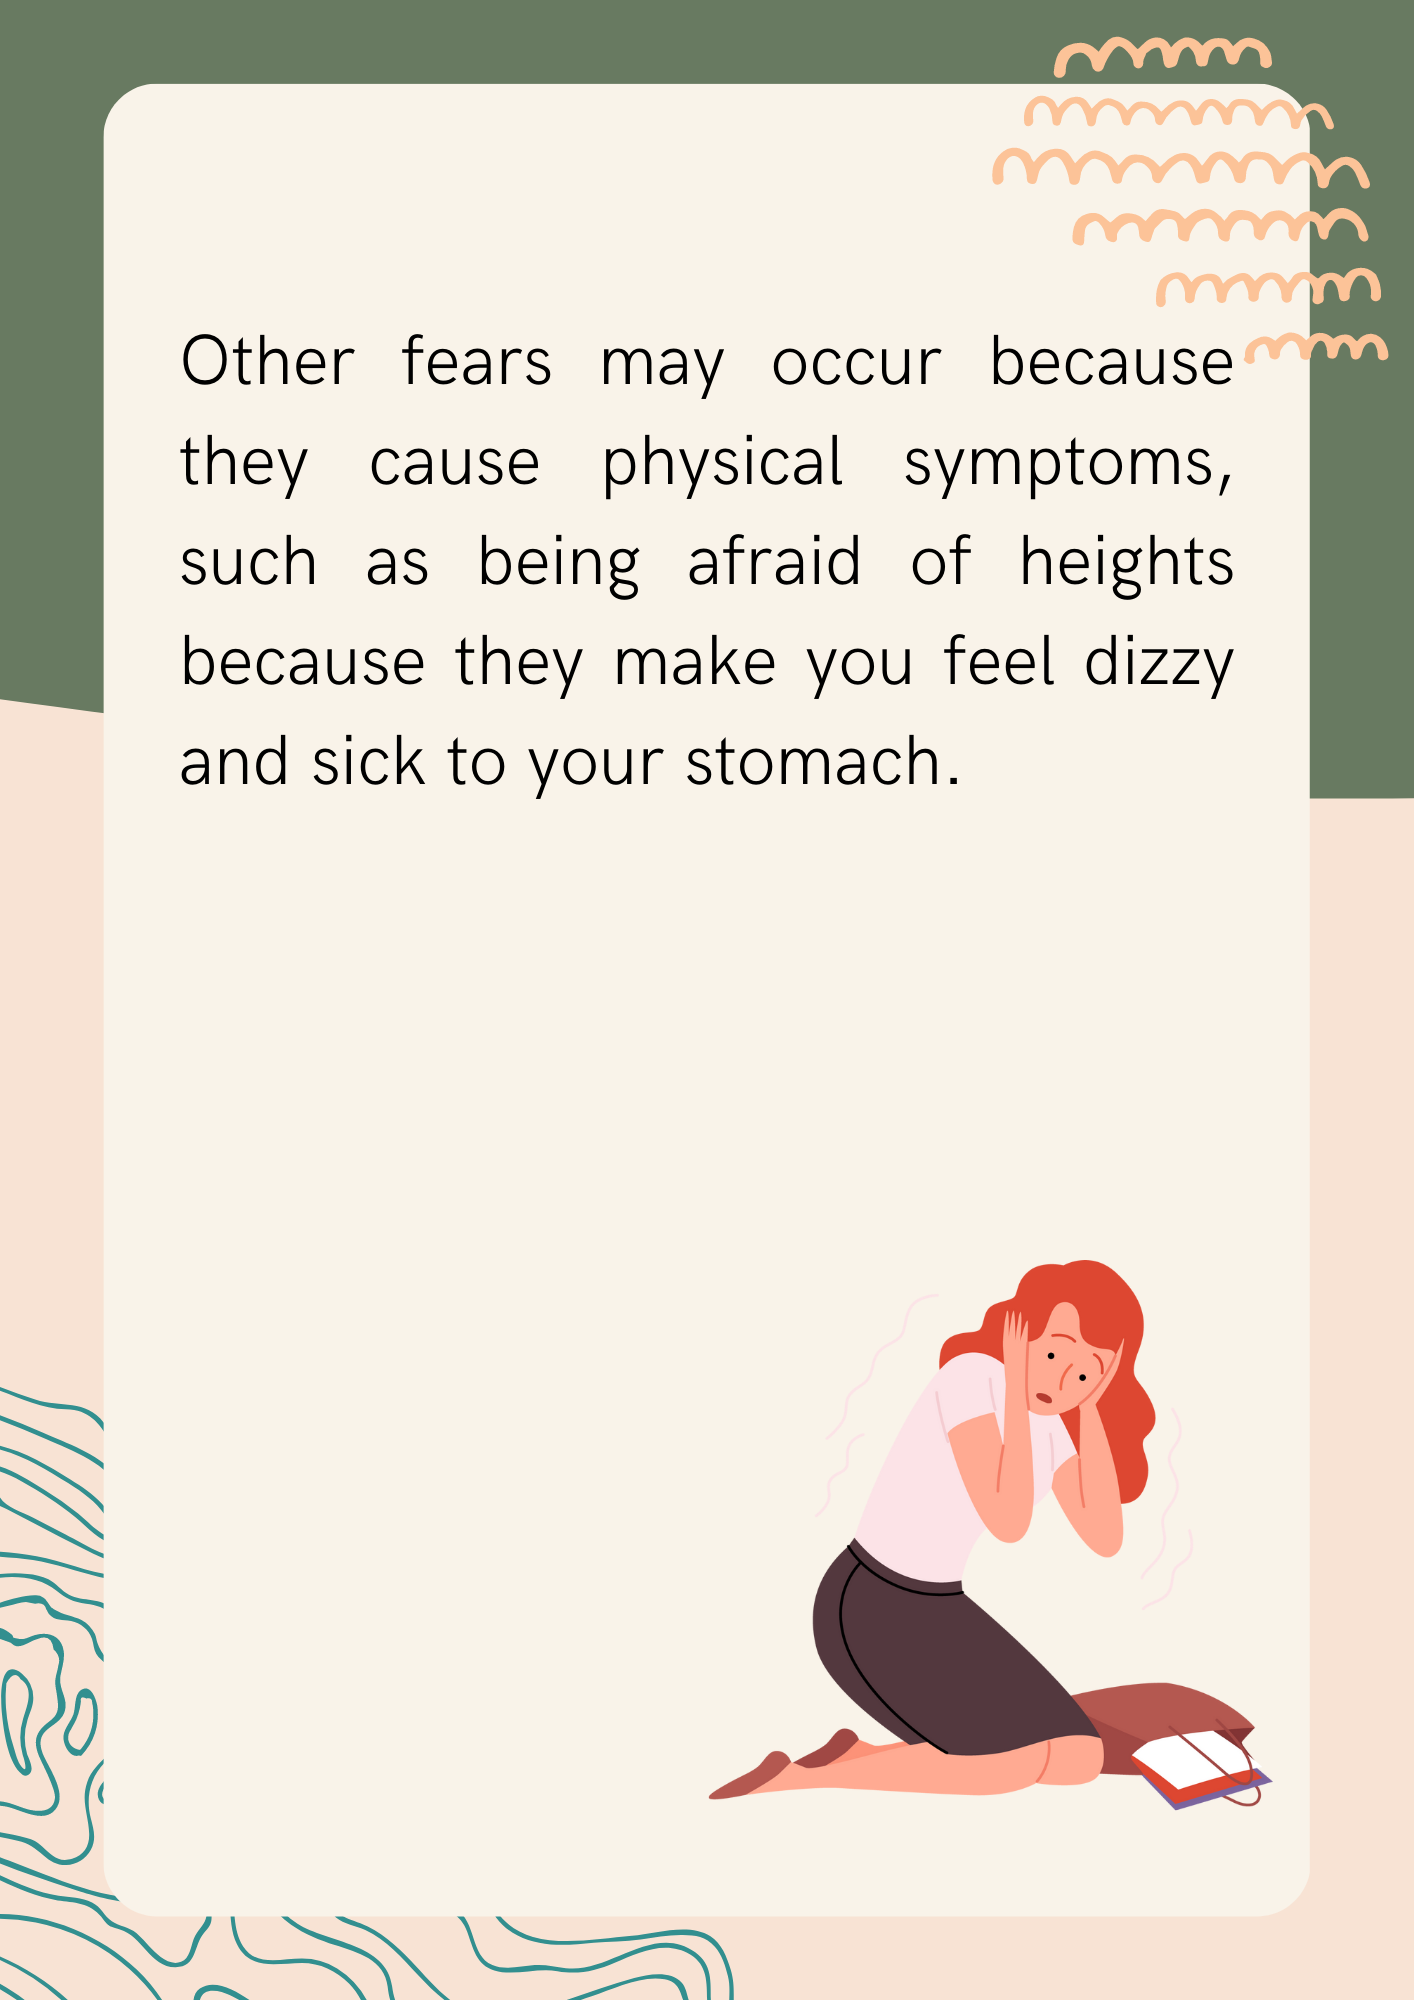 Other fears may occur because
they cause physical symptoms,
such as being afraid of heights
because they make you feel dizzy
and sick to your stomach.